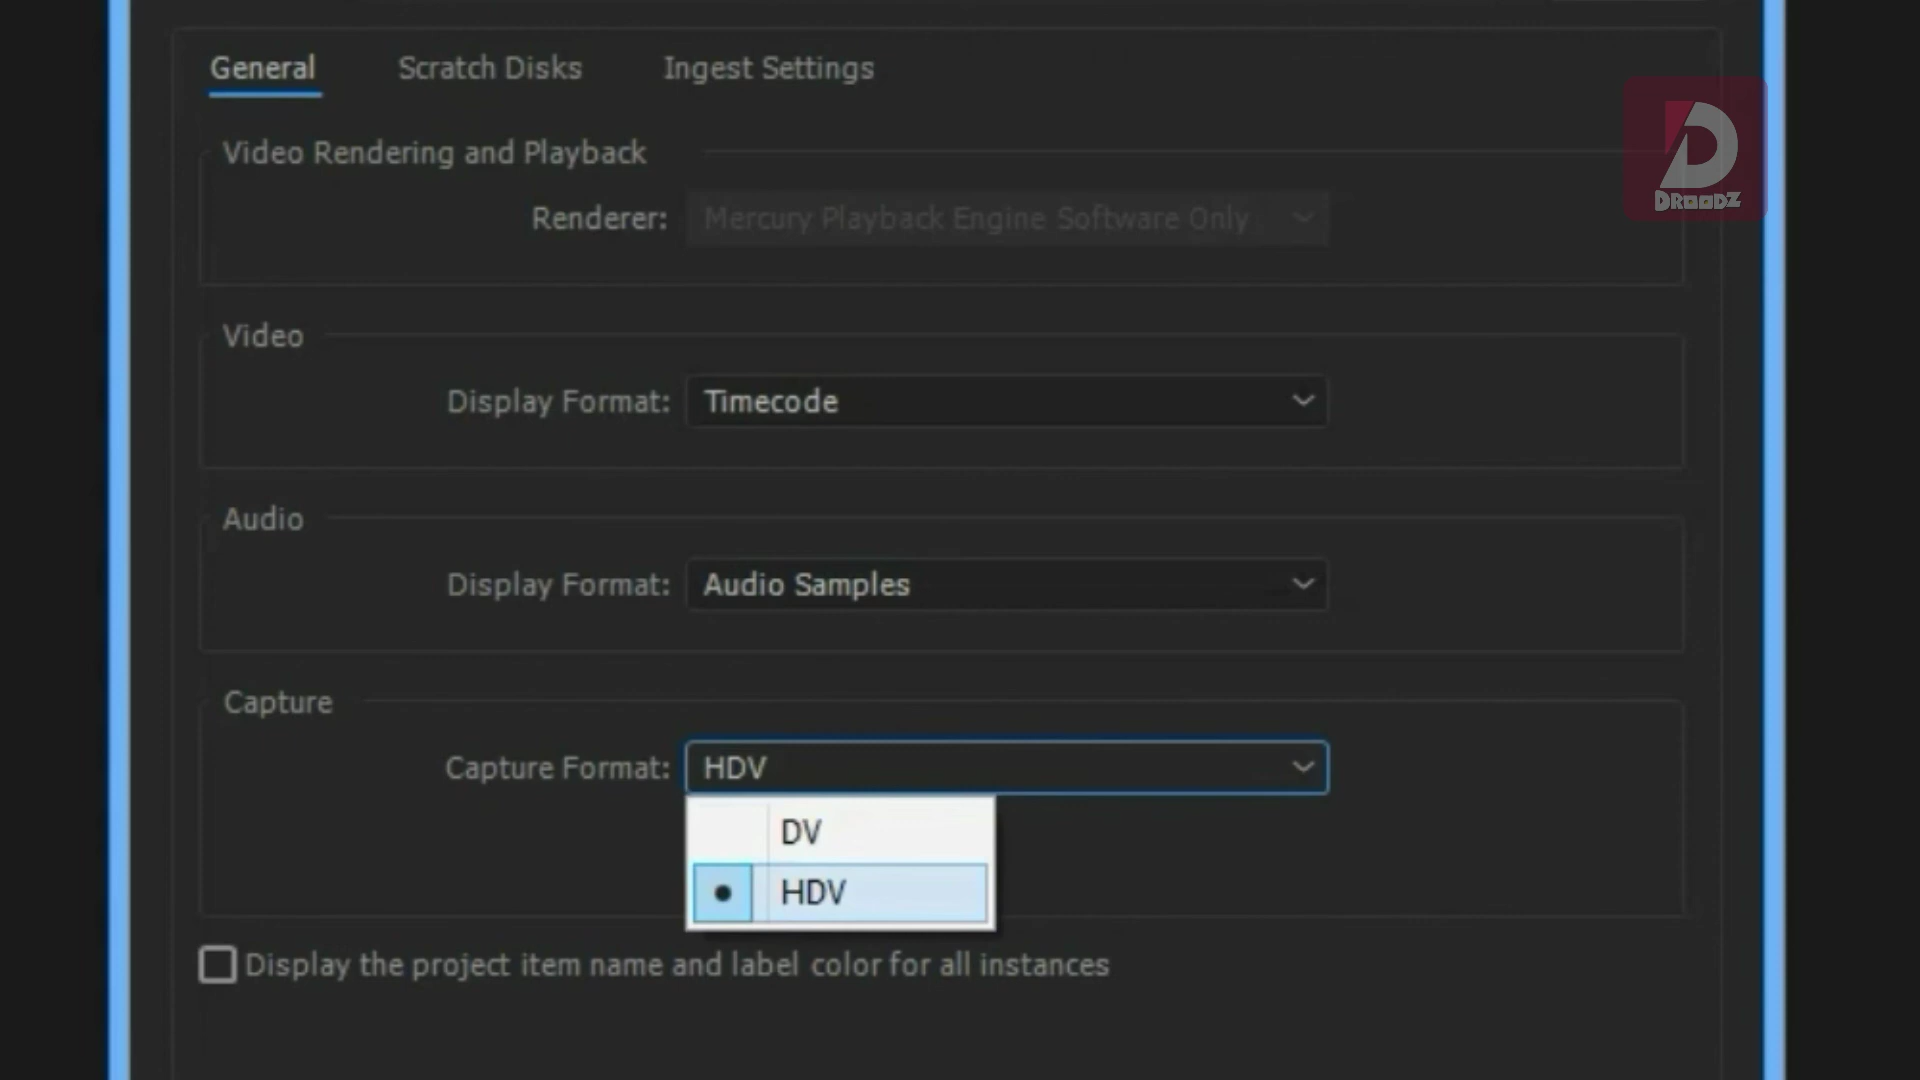 General Scratch Disks Ingest Settings
Video Rendering and Playback
Renderer: Mercury Playback Engine Software Only
Video
Display Format: Timecode
Audio
Display Format: Audio Samples
Capture
Capture Format: HDV
DV
HDV
Display the project item name and label color for all instances
D
DROODZ